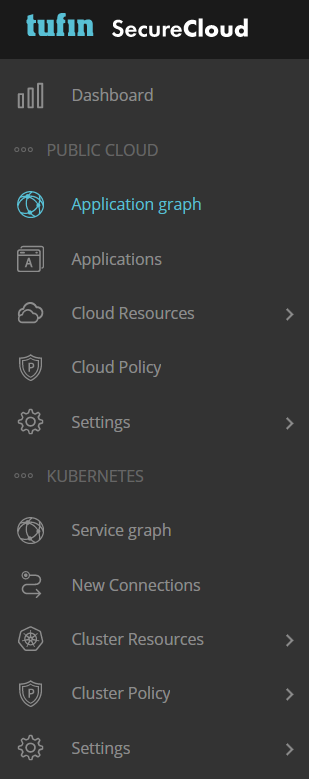 tufin SecureCloud
Dashboard
PUBLIC CLOUD
Application graph
A Applications
Cloud Resources
P Cloud Policy
Settings
KUBERNETES
Service graph
New Connections
Cluster Resources
P Cluster Policy
Settings